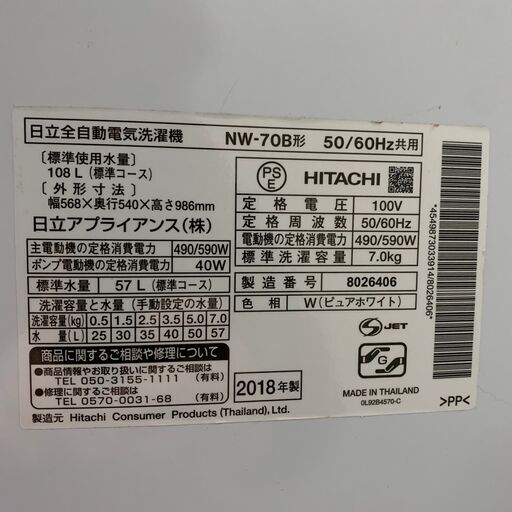 日立全自動電気洗濯機 NW-70B形 50/60Hz共用
［標準使用水量］
108 L（標準コース）
［外形寸法］
幅568×奥行540×高さ986mm
日立アプライアンス（株）
主電動機の定格消費電力 490/590W
ポンプ電動機の定格消費電力 40W
標準水量 57 L（標準コース）
洗濯容量と水量（手動設定の水量）
洗濯容量(kg) 0.5 1.5 2.5 3.5 5.0 7.0
水量(L) 25 30 35 40 50 57
商品に関するご相談や修理について
商品やお取り扱いに関するご相談
TEL 050-3155-1111（有料）
修理に関するご相談
TEL 0570-0031-68（有料）
製造元 Hitachi Consumer Products (Thailand), Ltd.
PS
E
HITACHI
定格電圧 100V
定格周波数 50/60Hz
電動機の定格消費電力 490/590W
標準洗濯容量 7.0kg
製造番号 8026406
色相 W（ピュアホワイト）
S JET
2018年製
G
MADE IN THAILAND
0L92B4570-C
*4549873033914/8026406*
>PP<